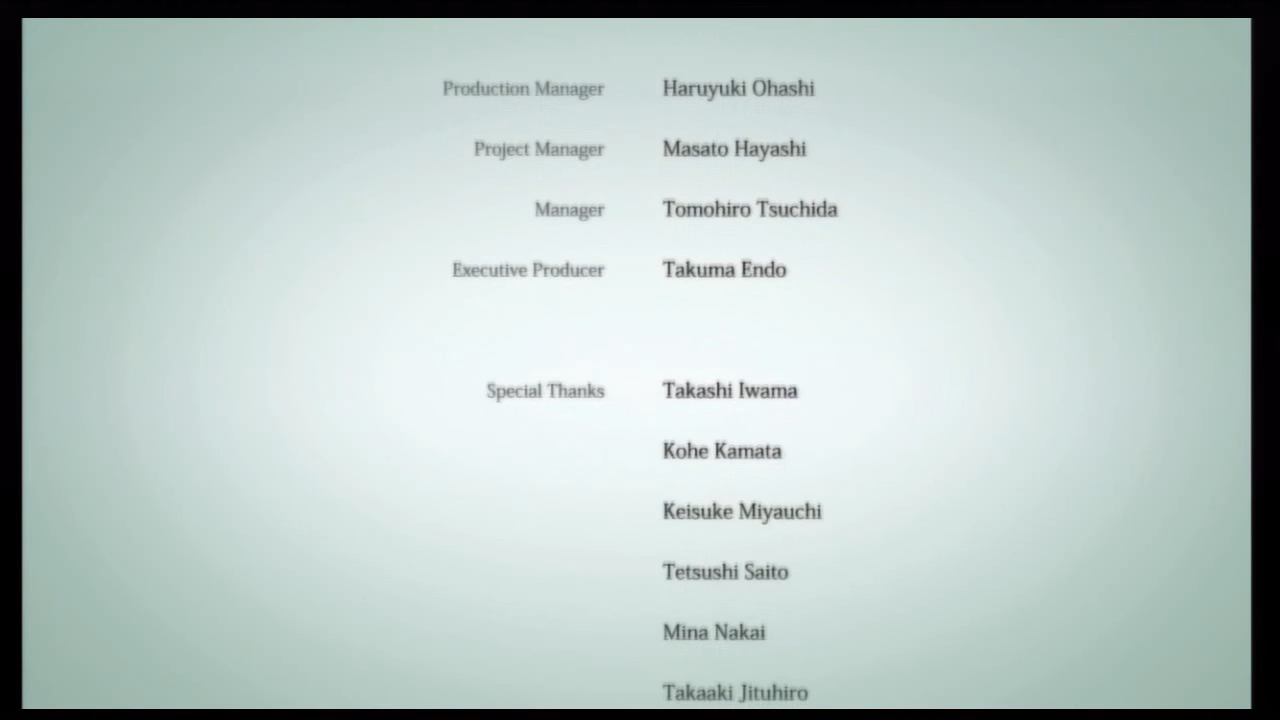 Production Manager Haruyuki Ohashi
Project Manager Masato Hayashi
Manager Tomohiro Tsuchida
Executive Producer Takuma Endo
Special Thanks Takashi Iwama
Kohe Kamata
Keisuke Miyauchi
Tetsushi Saito
Mina Nakai
Takaaki Jituhiro